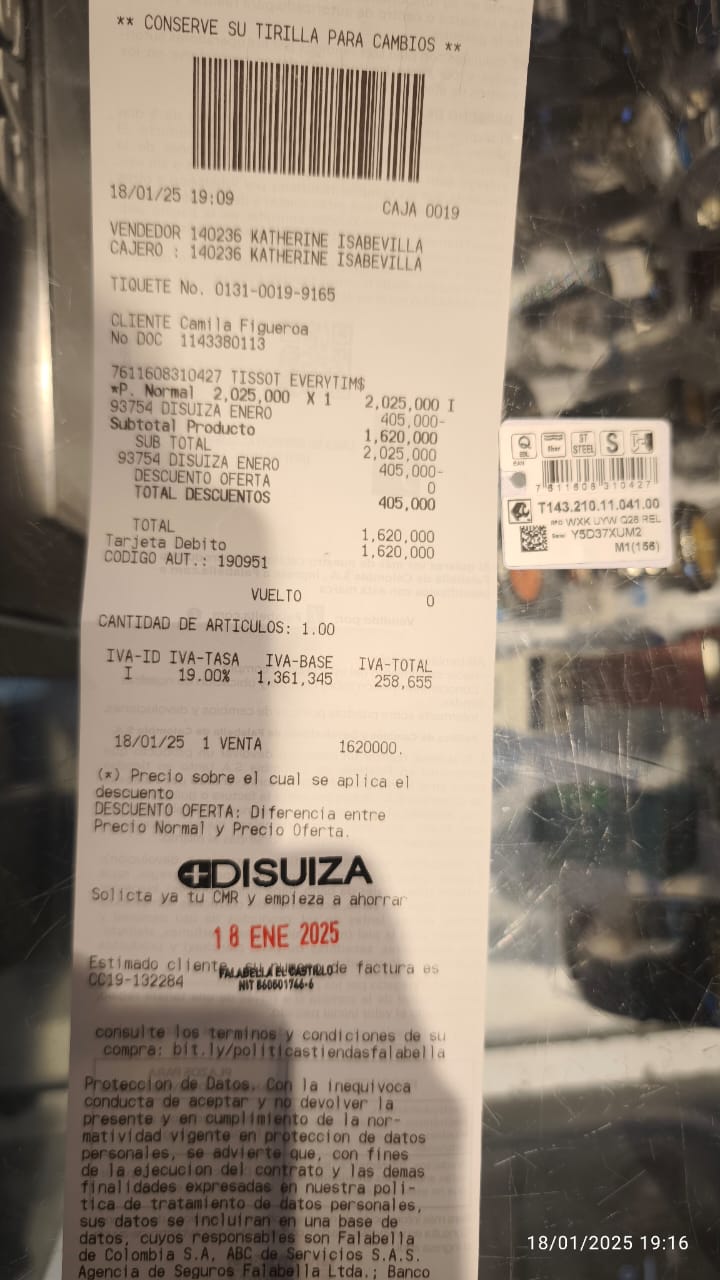 ** CONSERVE SU TIRILLA PARA CAMBIOS **
18/01/25 19:09 CAJA 0019
VENDEDOR 140236 KATHERINE ISABEVILLA
CAJERO : 140236 KATHERINE ISABEVILLA
TIQUETE No. 0131-0019-9165
CLIENTE Camila Figueroa
No DOC 1143380113
7611608310427 TISSOT EVERYTIM$
*P. Normal 2,025,000 X 1 2,025,000 I
93754 DISUIZA ENERO 405,000-
Subtotal Producto 1,620,000
SUB TOTAL 2,025,000
93754 DISUIZA ENERO 405,000-
DESCUENTO OFERTA 0
TOTAL DESCUENTOS 405,000
TOTAL 1,620,000
Tarjeta Debito 1,620,000
CODIGO AUT.: 190951
VUELTO 0
CANTIDAD DE ARTICULOS: 1.00
IVA-ID IVA-TASA IVA-BASE IVA-TOTAL
I 19.00% 1,361,345 258,655
18/01/25 1 VENTA 1620000.
(*) Precio sobre el cual se aplica el
descuento
DESCUENTO OFERTA: Diferencia entre
Precio Normal y Precio Oferta.
DISUIZA
Solicta ya tu CMR y empieza a ahorrar
18 ENE 2025
Estimado cliente, su numero de factura es
FALABELLA EL CASTILLO
CC19-132284
NIT 860501766-6
consulte los terminos y condiciones de su
compra: bit.ly/politicastiendasfalabella
Proteccion de Datos. Con la inequivoca
conducta de aceptar y no devolver la
presente y en cumplimiento de la nor-
matividad vigente en proteccion de datos
personales, se advierte que, con fines
de la ejecucion del contrato y las demas
finalidades expresadas en nuestra poli-
tica de tratamiento de datos personales,
sus datos se incluiran en una base de
datos, cuyos responsables son Falabella
de Colombia S.A, ABC de Servicios S.A.S.
Agencia de Seguros Falabella Ltda.; Banco
ST
STEEL
S
7 611608 310427
T143.210.11.041.00
WXK UYW Q28 REL
Y5D37XUM2
M1(156)
18/01/2025 19:16